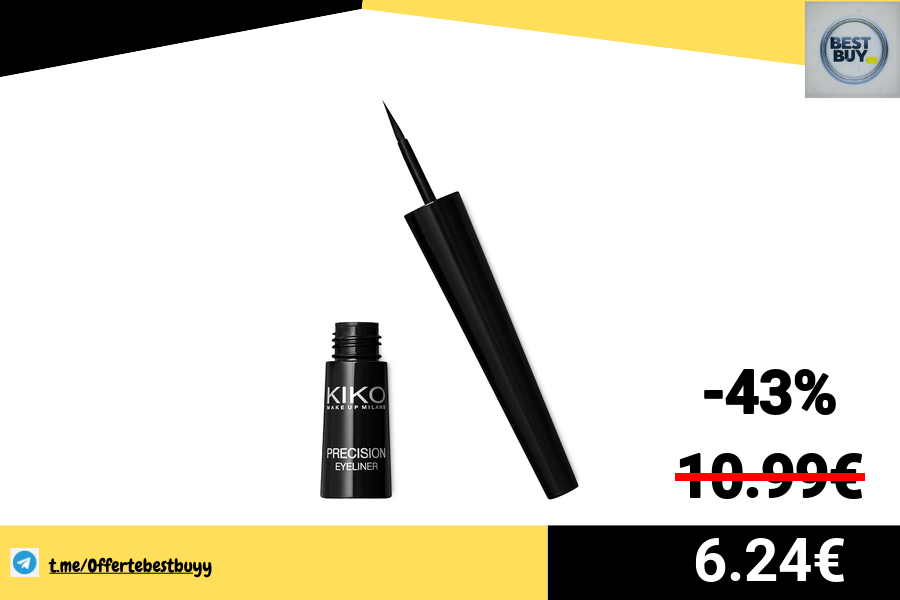 BEST
BUY
KIKO
MAKE UP MILANO
PRECISION
EYELINER
-43%
10.99€
6.24€
t.me/Offertebestbuyy